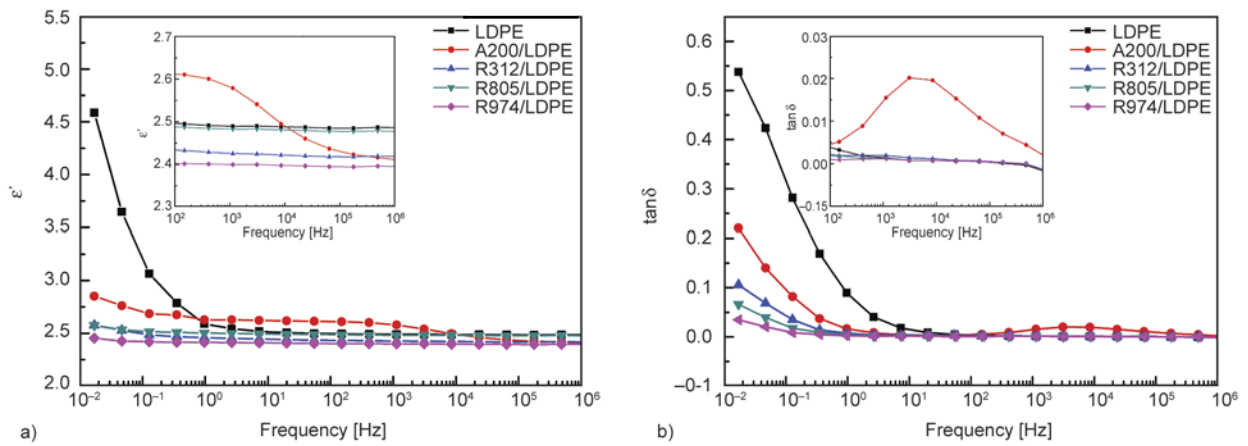 5.5
5.0
4.5
4.0
3.5
3.0
2.5
2.0
ε'
10⁻² 10⁻¹ 10⁰ 10¹ 10² 10³ 10⁴ 10⁵ 10⁶
Frequency [Hz]
a)
LDPE
A200/LDPE
R312/LDPE
R805/LDPE
R974/LDPE
2.7
2.6
2.5
2.4
2.3
ε'
10² 10³ 10⁴ 10⁵ 10⁶
Frequency [Hz]
0.6
0.5
0.4
0.3
0.2
0.1
0.0
–0-1
tanδ
10⁻² 10⁻¹ 10⁰ 10¹ 10² 10³ 10⁴ 10⁵ 10⁶
Frequency [Hz]
b)
LDPE
A200/LDPE
R312/LDPE
R805/LDPE
R974/LDPE
0.03
0.02
0.01
0.00
–0.15
tanδ
10² 10³ 10⁴ 10⁵ 10⁶
Frequency [Hz]